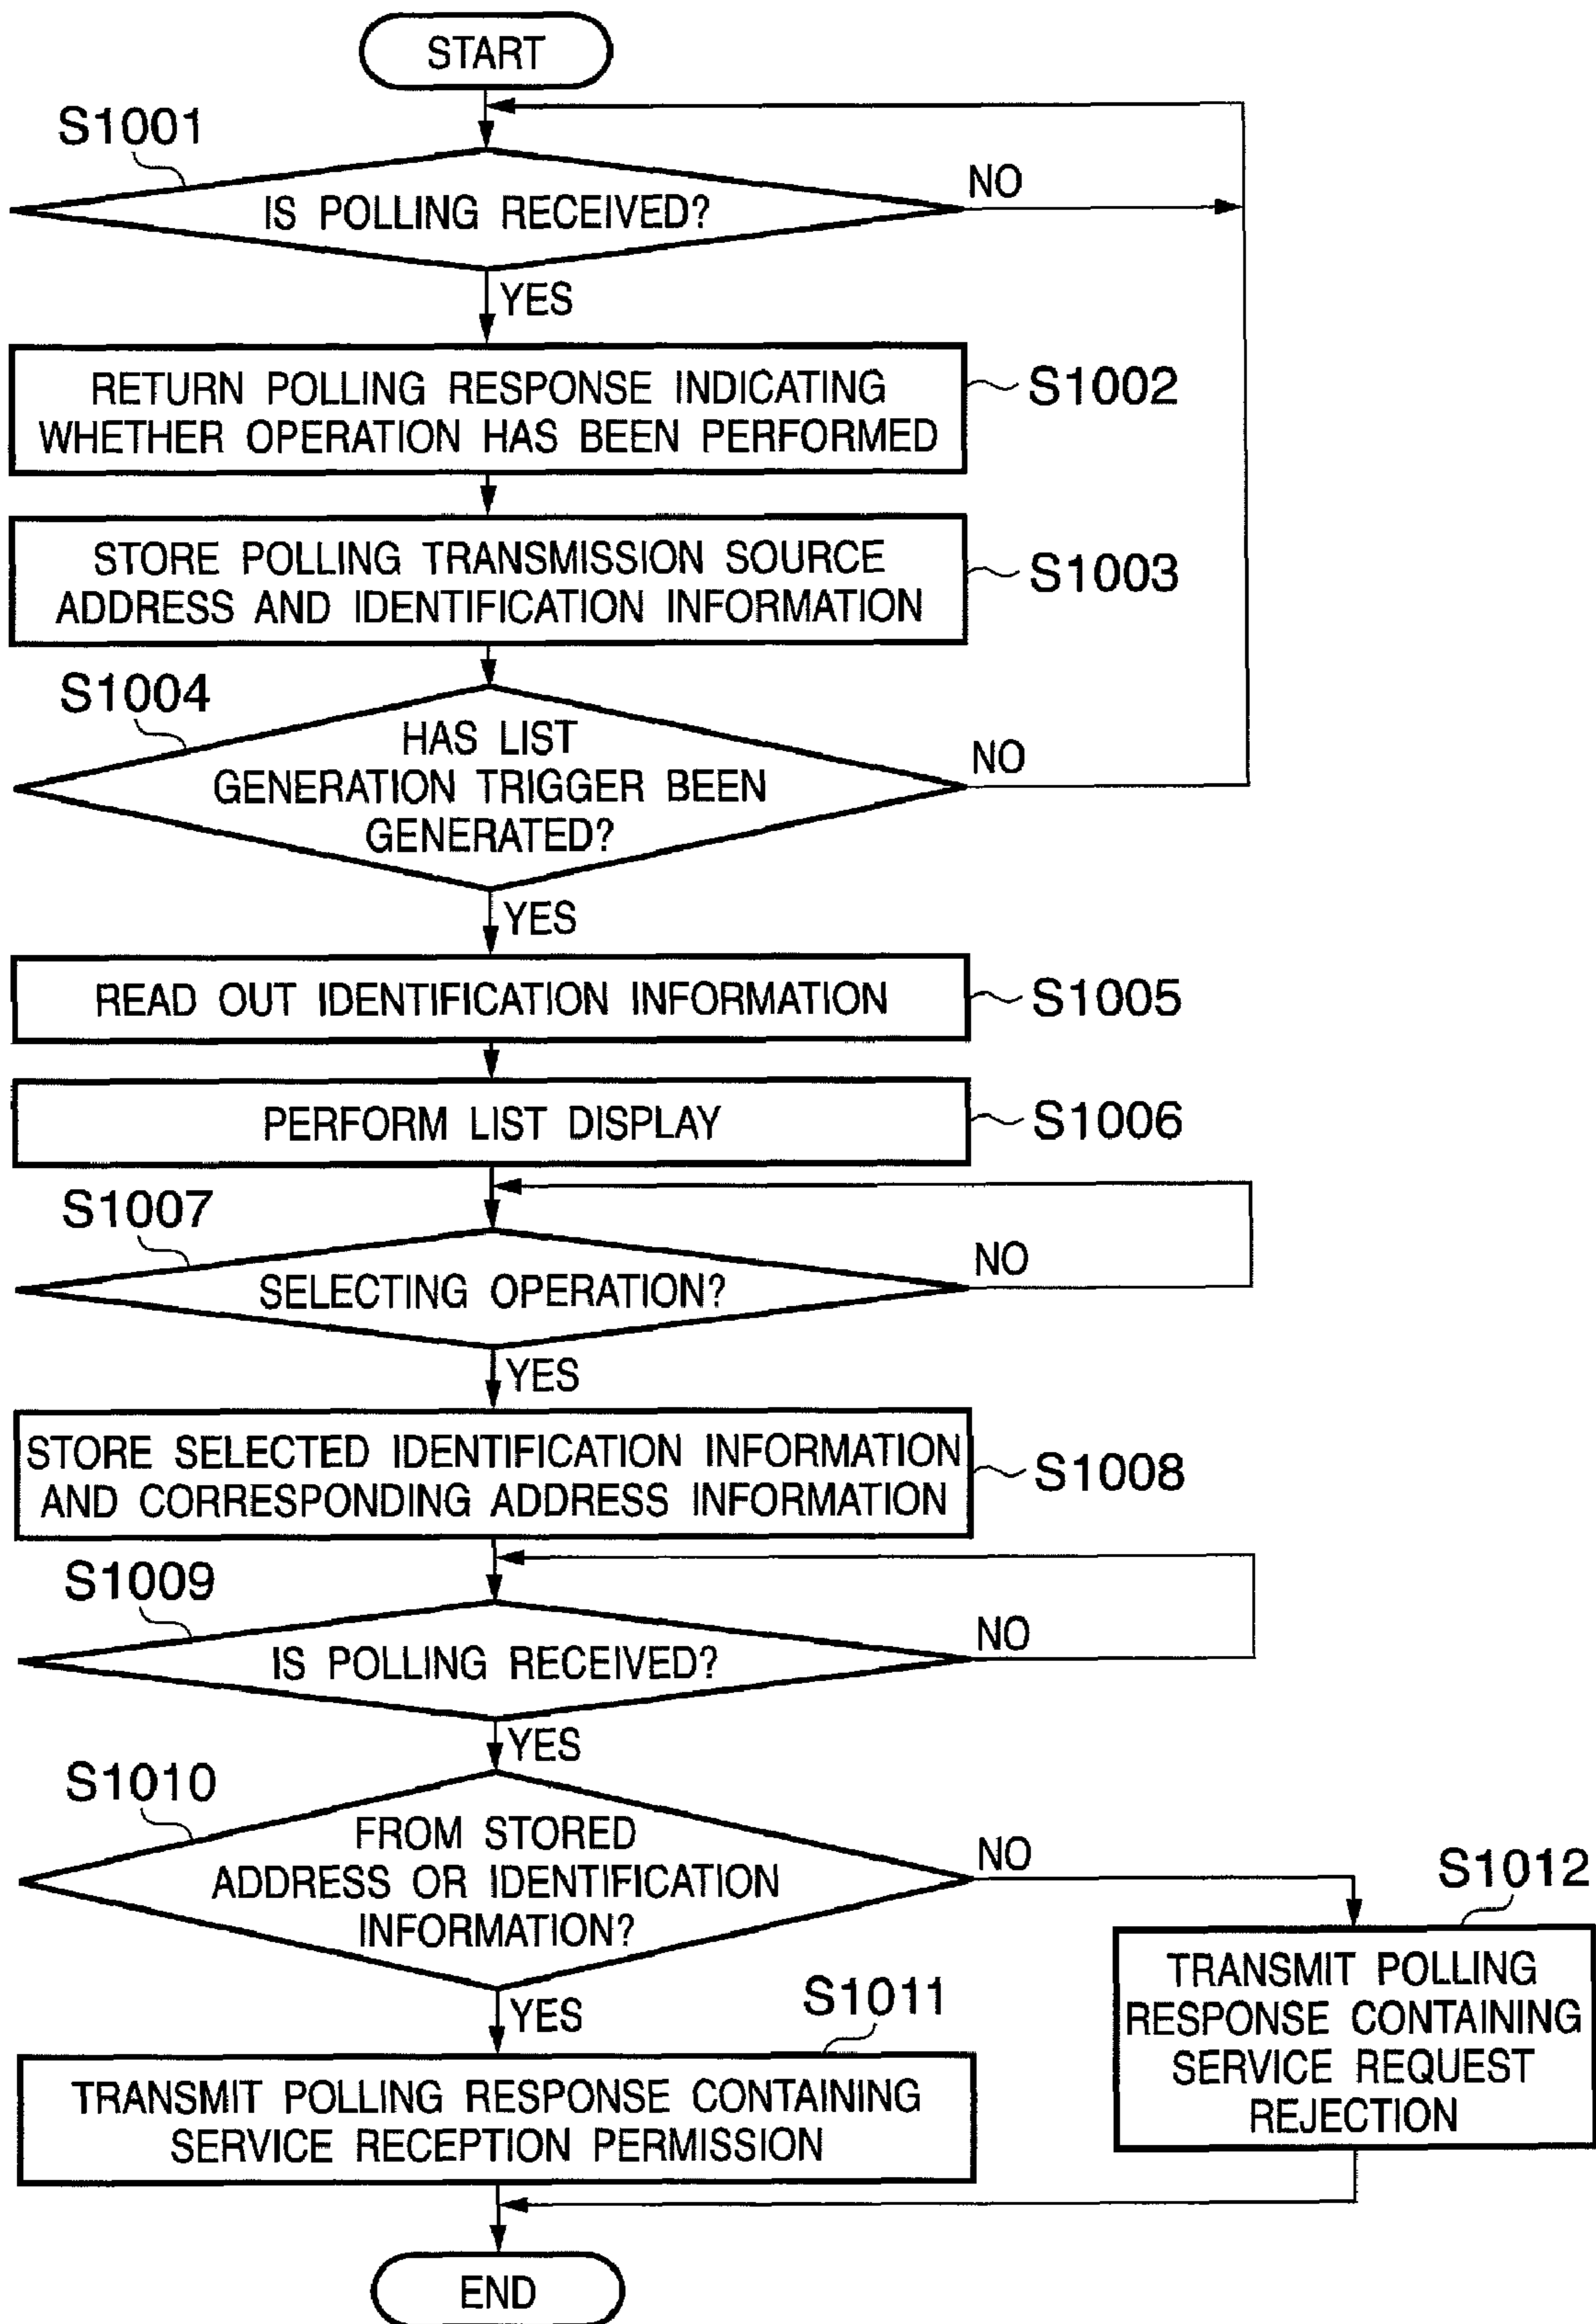 START
S1001
IS POLLING RECEIVED?
NO
YES
RETURN POLLING RESPONSE INDICATING
WHETHER OPERATION HAS BEEN PERFORMED
S1002
STORE POLLING TRANSMISSION SOURCE
ADDRESS AND IDENTIFICATION INFORMATION
S1003
S1004
HAS LIST
GENERATION TRIGGER BEEN
GENERATED?
NO
YES
READ OUT IDENTIFICATION INFORMATION
S1005
PERFORM LIST DISPLAY
S1006
S1007
SELECTING OPERATION?
NO
YES
STORE SELECTED IDENTIFICATION INFORMATION
AND CORRESPONDING ADDRESS INFORMATION
S1008
S1009
IS POLLING RECEIVED?
NO
YES
S1010
FROM STORED
ADDRESS OR IDENTIFICATION
INFORMATION?
NO
YES
S1012
TRANSMIT POLLING
RESPONSE CONTAINING
SERVICE REQUEST
REJECTION
S1011
TRANSMIT POLLING RESPONSE CONTAINING
SERVICE RECEPTION PERMISSION
END